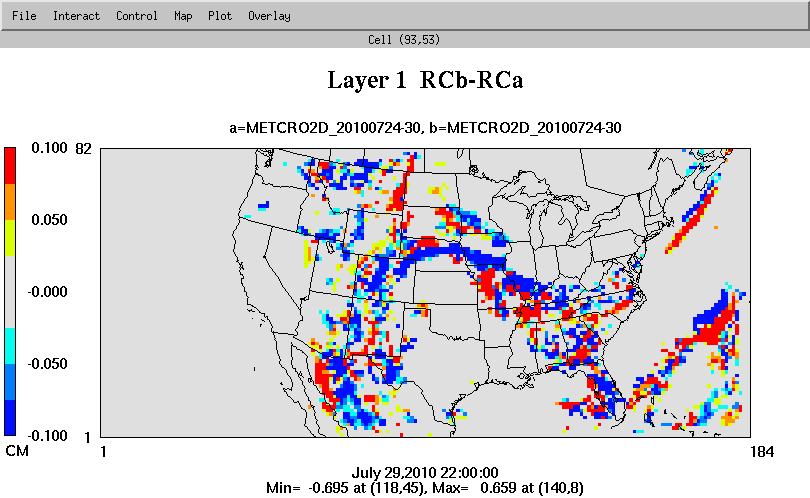 File Interact Control Map Plot Overlay
Cell (93,53)
Layer 1 RCb-RCa
a=METCRO2D_20100724-30, b=METCRO2D_20100724-30
0.100
82
0.050
-0.000
-0.050
-0.100
1
CM
1
184
July 29,2010 22:00:00
Min= -0.695 at (118,45), Max= 0.659 at (140,8)